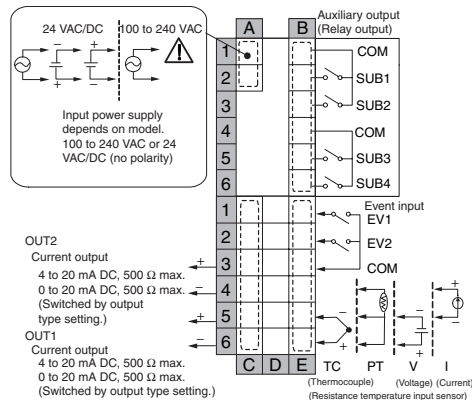 24 VAC/DC
100 to 240 VAC
Input power supply
depends on model.
100 to 240 VAC or 24
VAC/DC (no polarity)
A
B
Auxiliary output
(Relay output)
1
2
3
4
5
6
COM
SUB1
SUB2
COM
SUB3
SUB4
1
2
3
4
5
6
Event input
EV1
EV2
COM
OUT2
Current output
4 to 20 mA DC, 500 Ω max.
0 to 20 mA DC, 500 Ω max.
(Switched by output
type setting.)
OUT1
Current output
4 to 20 mA DC, 500 Ω max.
0 to 20 mA DC, 500 Ω max.
(Switched by output type setting.)
C D E
TC PT V I
(Thermocouple) (Voltage) (Current)
(Resistance temperature input sensor)